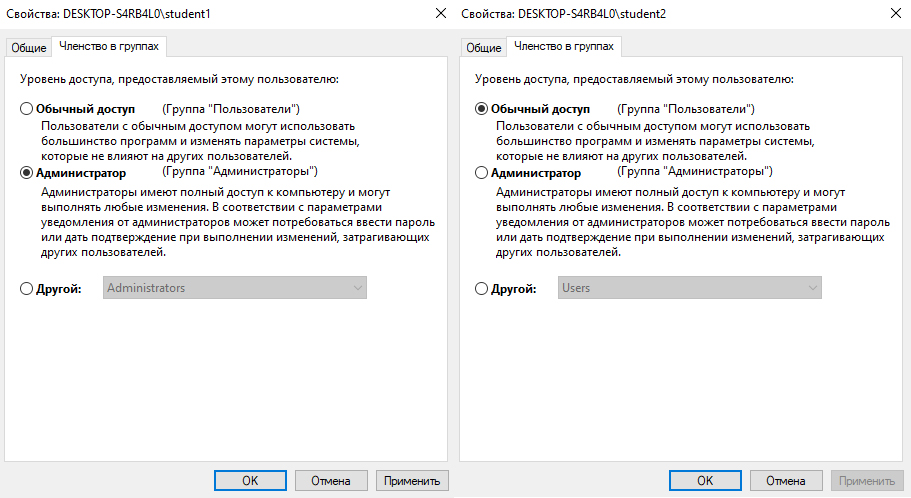 Свойства: DESKTOP-S4RB4L0\student1
Общие
Членство в группах
Уровень доступа, предоставляемый этому пользователю:
Обычный доступ (Группа "Пользователи")
Пользователи с обычным доступом могут использовать
большинство программ и изменять параметры системы,
которые не влияют на других пользователей.
Администратор (Группа "Администраторы")
Администраторы имеют полный доступ к компьютеру и могут
выполнять любые изменения. В соответствии с параметрами
уведомления от администраторов может потребоваться ввести пароль
или дать подтверждение при выполнении изменений, затрагивающих
других пользователей.
Другой: Administrators
OK Отмена Применить
Свойства: DESKTOP-S4RB4L0\student2
Общие
Членство в группах
Уровень доступа, предоставляемый этому пользователю:
Обычный доступ (Группа "Пользователи")
Пользователи с обычным доступом могут использовать
большинство программ и изменять параметры системы,
которые не влияют на других пользователей.
Администратор (Группа "Администраторы")
Администраторы имеют полный доступ к компьютеру и могут
выполнять любые изменения. В соответствии с параметрами
уведомления от администраторов может потребоваться ввести пароль
или дать подтверждение при выполнении изменений, затрагивающих
других пользователей.
Другой: Users
OK Отмена Применить